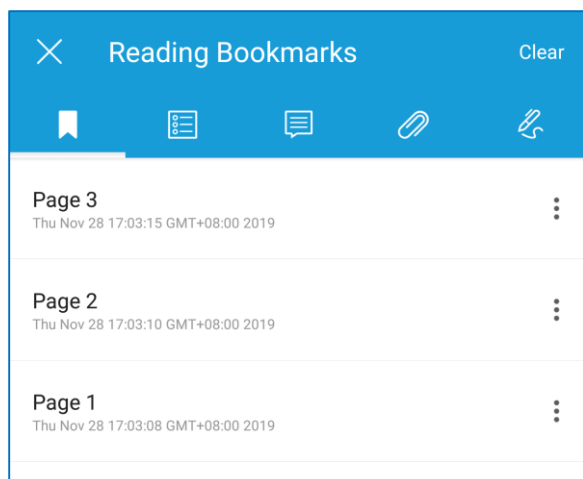 Reading Bookmarks
Clear
Page 3
Thu Nov 28 17:03:15 GMT+08:00 2019
Page 2
Thu Nov 28 17:03:10 GMT+08:00 2019
Page 1
Thu Nov 28 17:03:08 GMT+08:00 2019